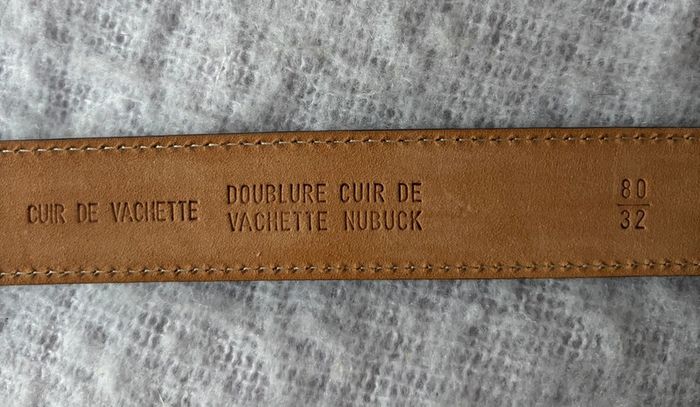 CUIR DE VACHETTE
DOUBLURE CUIR DE
VACHETTE NUBUCK
80
32